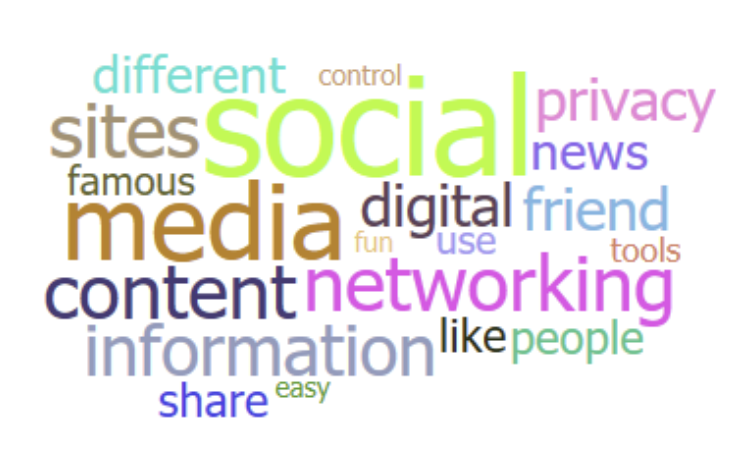 different control
social privacy
sites news
famous
media digital friend
fun use tools
content networking
information like people
share easy